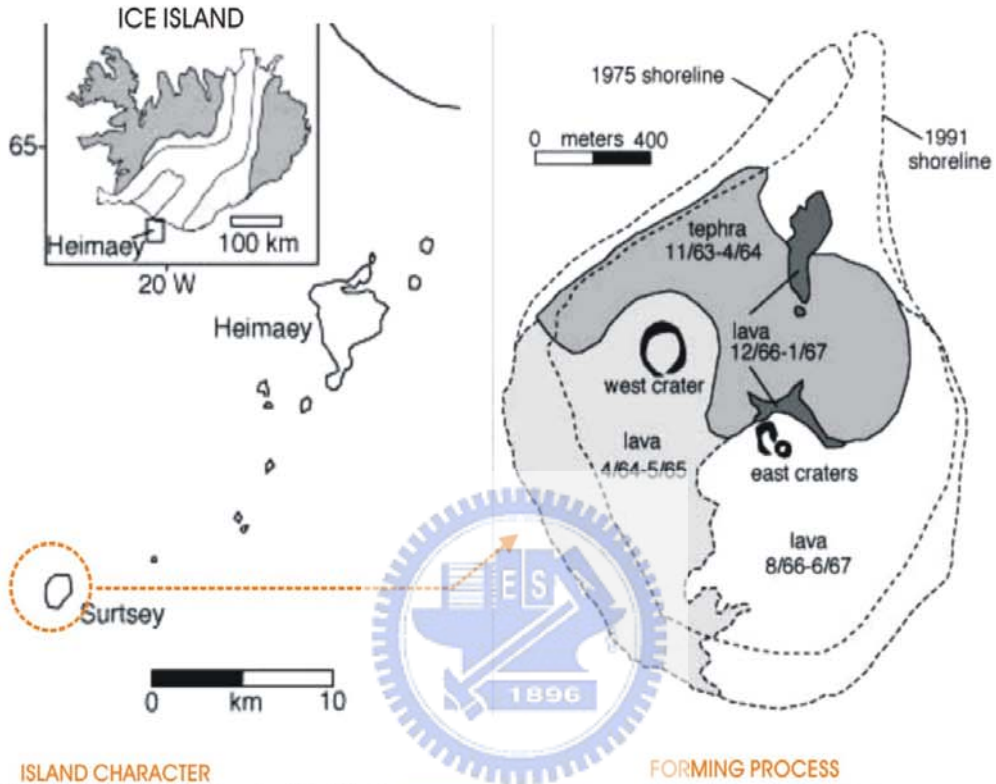 ICE ISLAND
65
Heimaey
100 km
20 W
Heimaey
Surtsey
0 km 10
1975 shoreline
0 meters 400
1991
shoreline
tephra
11/63-4/64
lava
12/66-1/67
west crater
lava
4/64-5/65
east craters
lava
8/66-6/67
ES
1896
ISLAND CHARACTER
FORMING PROCESS